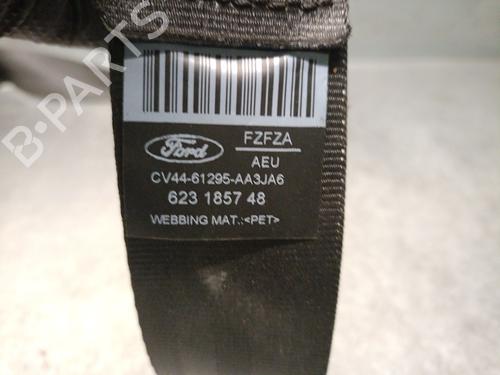 Ford
FZFZA
AEU
CV44-61295-AA3JA6
623 1857 48
WEBBING MAT.:<PET>
B-PARTS